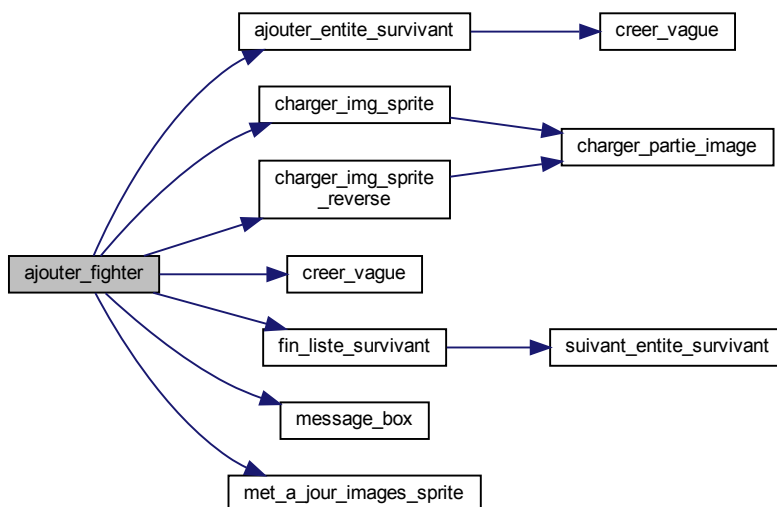 ajouter_entite_survivant
creer_vague
charger_img_sprite
charger_partie_image
charger_img_sprite
_reverse
ajouter_fighter
creer_vague
fin_liste_survivant
suivant_entite_survivant
message_box
met_a_jour_images_sprite